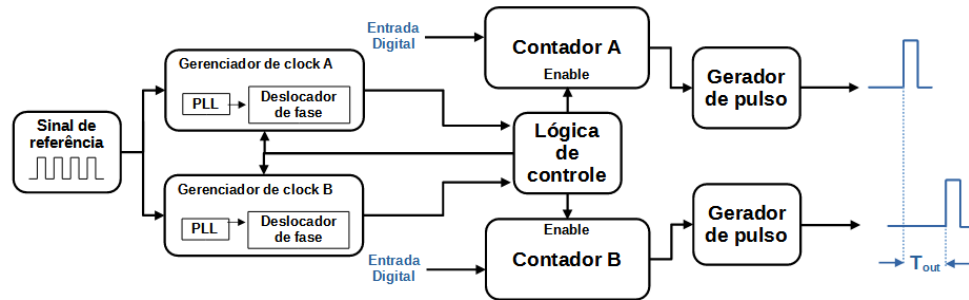 Entrada
Digital
Contador A
Enable
Gerenciador de clock A
PLL
Deslocador
de fase
Gerador
de pulso
Sinal de
referência
Lógica
de
controle
Gerenciador de clock B
PLL
Deslocador
de fase
Enable
Contador B
Gerador
de pulso
Entrada
Digital
Tout